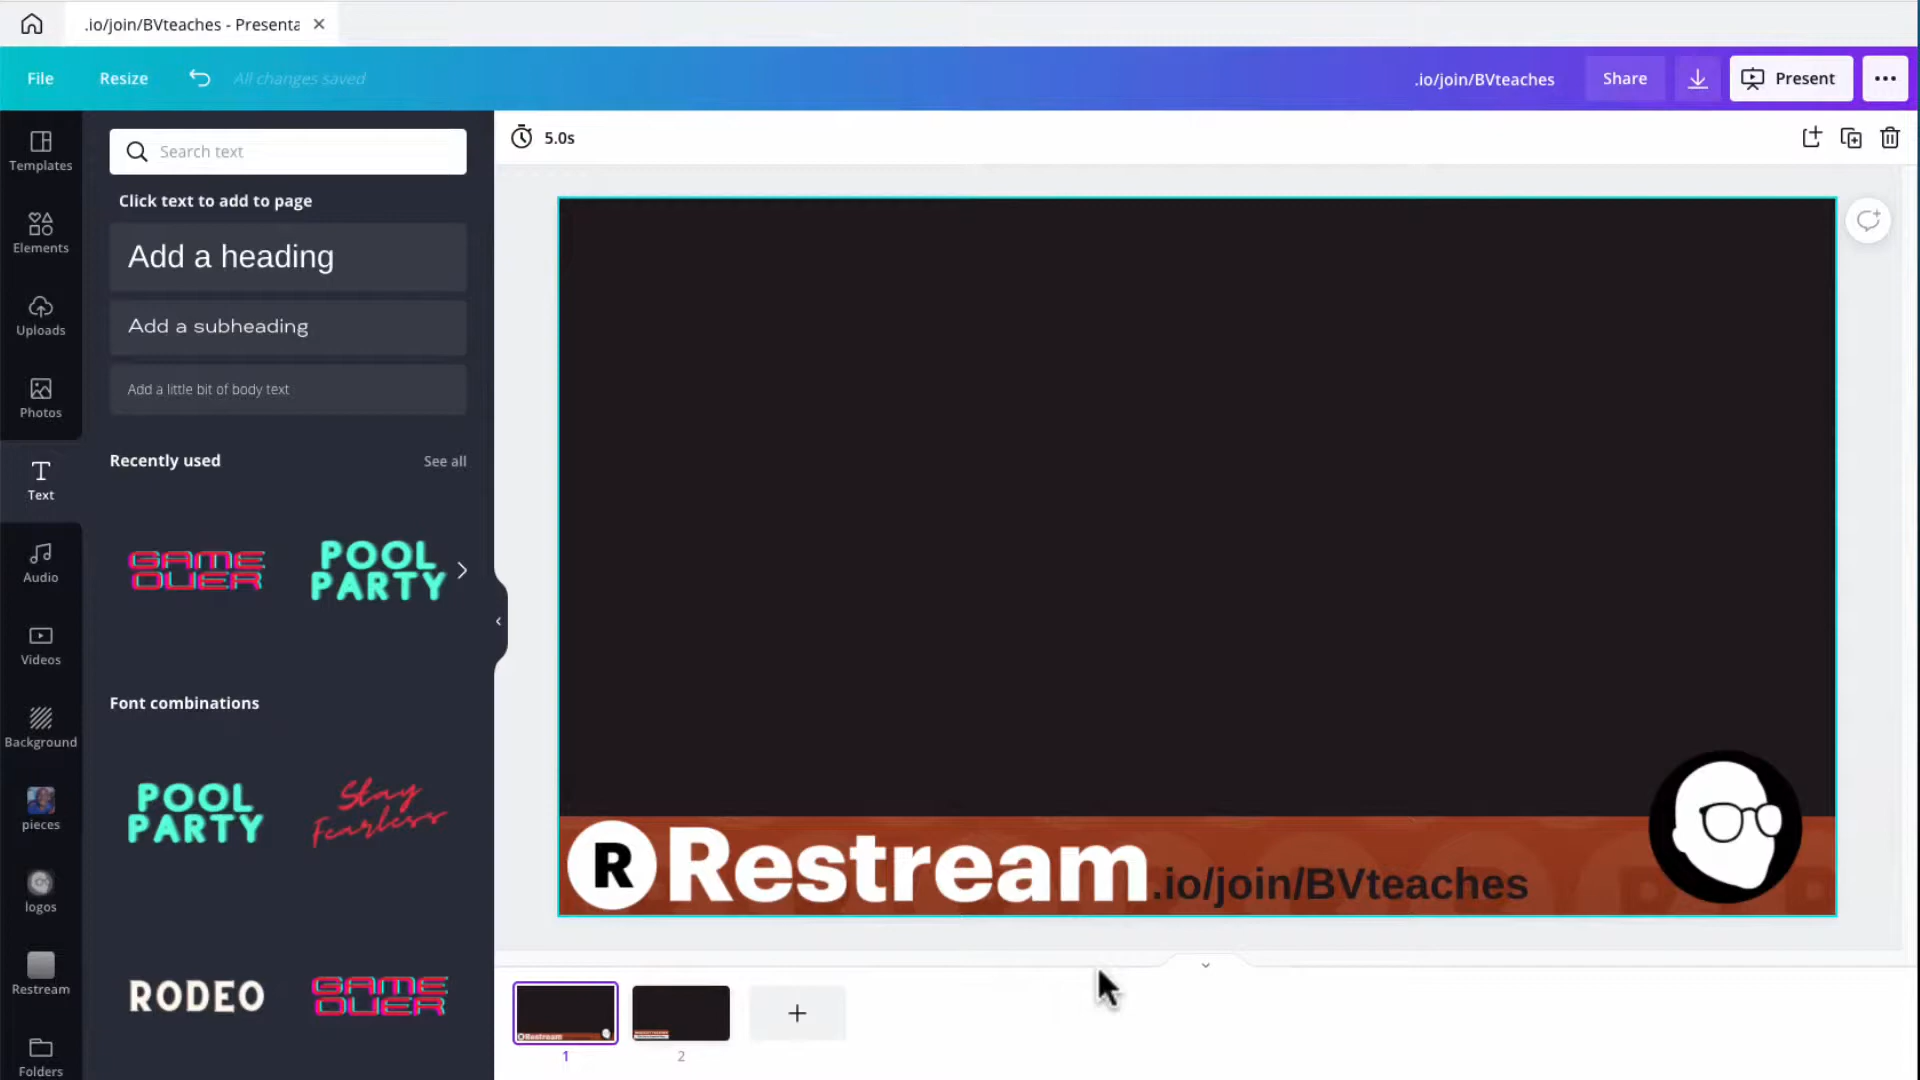 .io/join/BVteaches - Presenta
File
Resize
All changes saved
.io/join/BVteaches
Share
Present
Templates
Elements
Uploads
Photos
Text
Audio
Videos
Background
pieces
logos
Restream
Folders
Search text
Click text to add to page
Add a heading
Add a subheading
Add a little bit of body text
Recently used
See all
GAME
OVER
POOL
PARTY
Font combinations
POOL
PARTY
Stay
Fearless
RODEO
GAME
OVER
5.0s
R Restream.io/join/BVteaches
Restream
1
2